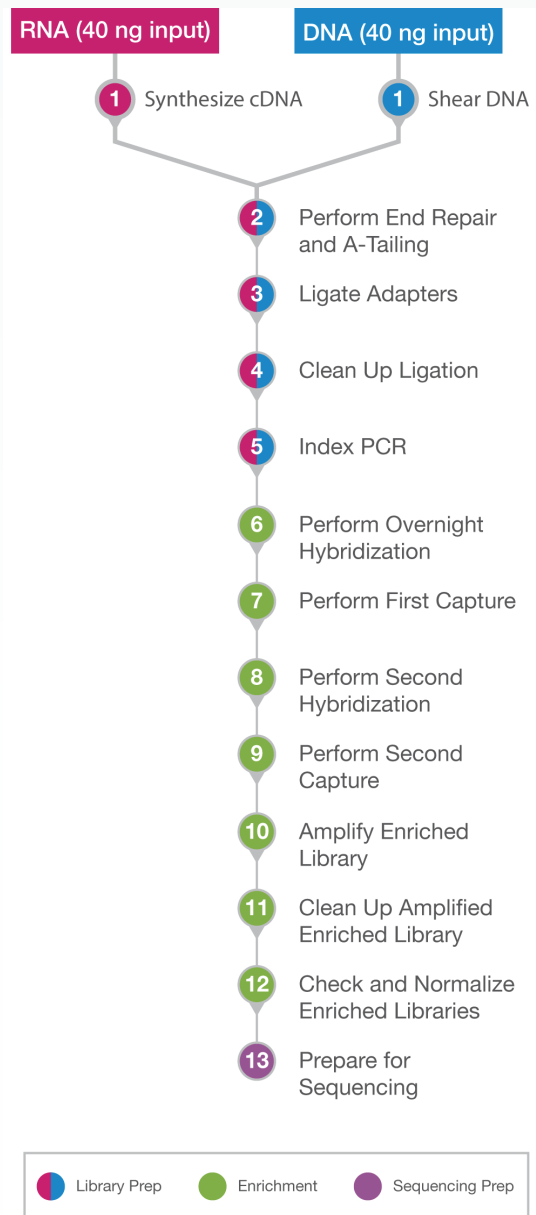 RNA (40 ng input)
DNA (40 ng input)
1 Synthesize cDNA
1 Shear DNA
2 Perform End Repair
and A-Tailing
3 Ligate Adapters
4 Clean Up Ligation
5 Index PCR
6 Perform Overnight
Hybridization
7 Perform First Capture
8 Perform Second
Hybridization
9 Perform Second
Capture
10 Amplify Enriched
Library
11 Clean Up Amplified
Enriched Library
12 Check and Normalize
Enriched Libraries
13 Prepare for
Sequencing
Library Prep
Enrichment
Sequencing Prep